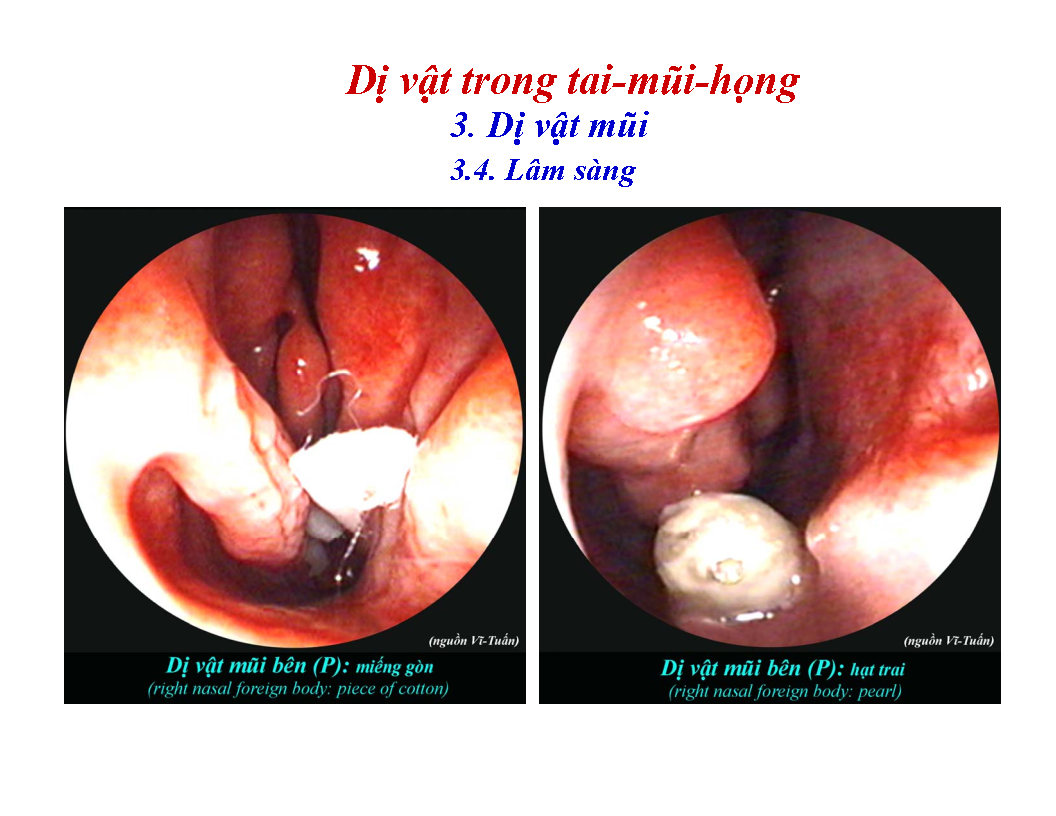 Dị vật trong tai-mũi-họng
3. Dị vật mũi
3.4. Lâm sàng
(nguồn Vĩ-Tuấn)
Dị vật mũi bên (P): miếng gòn
(right nasal foreign body: piece of cotton)
(nguồn Vĩ-Tuấn)
Dị vật mũi bên (P): hạt trai
(right nasal foreign body: pearl)